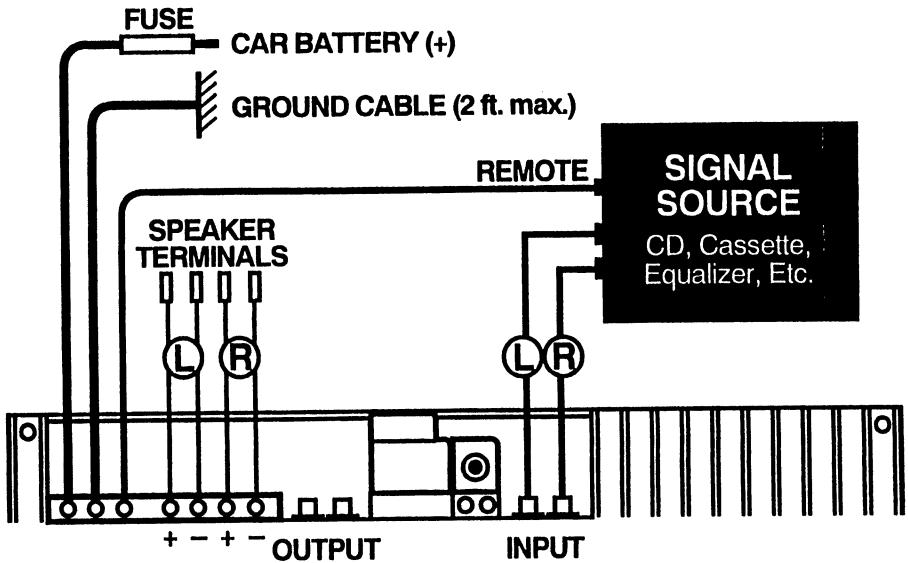 FUSE
CAR BATTERY (+)
GROUND CABLE (2 ft. max.)
REMOTE
SIGNAL
SOURCE
CD, Cassette,
Equalizer, Etc.
SPEAKER
TERMINALS
L R
L R
+ − + −
OUTPUT
INPUT